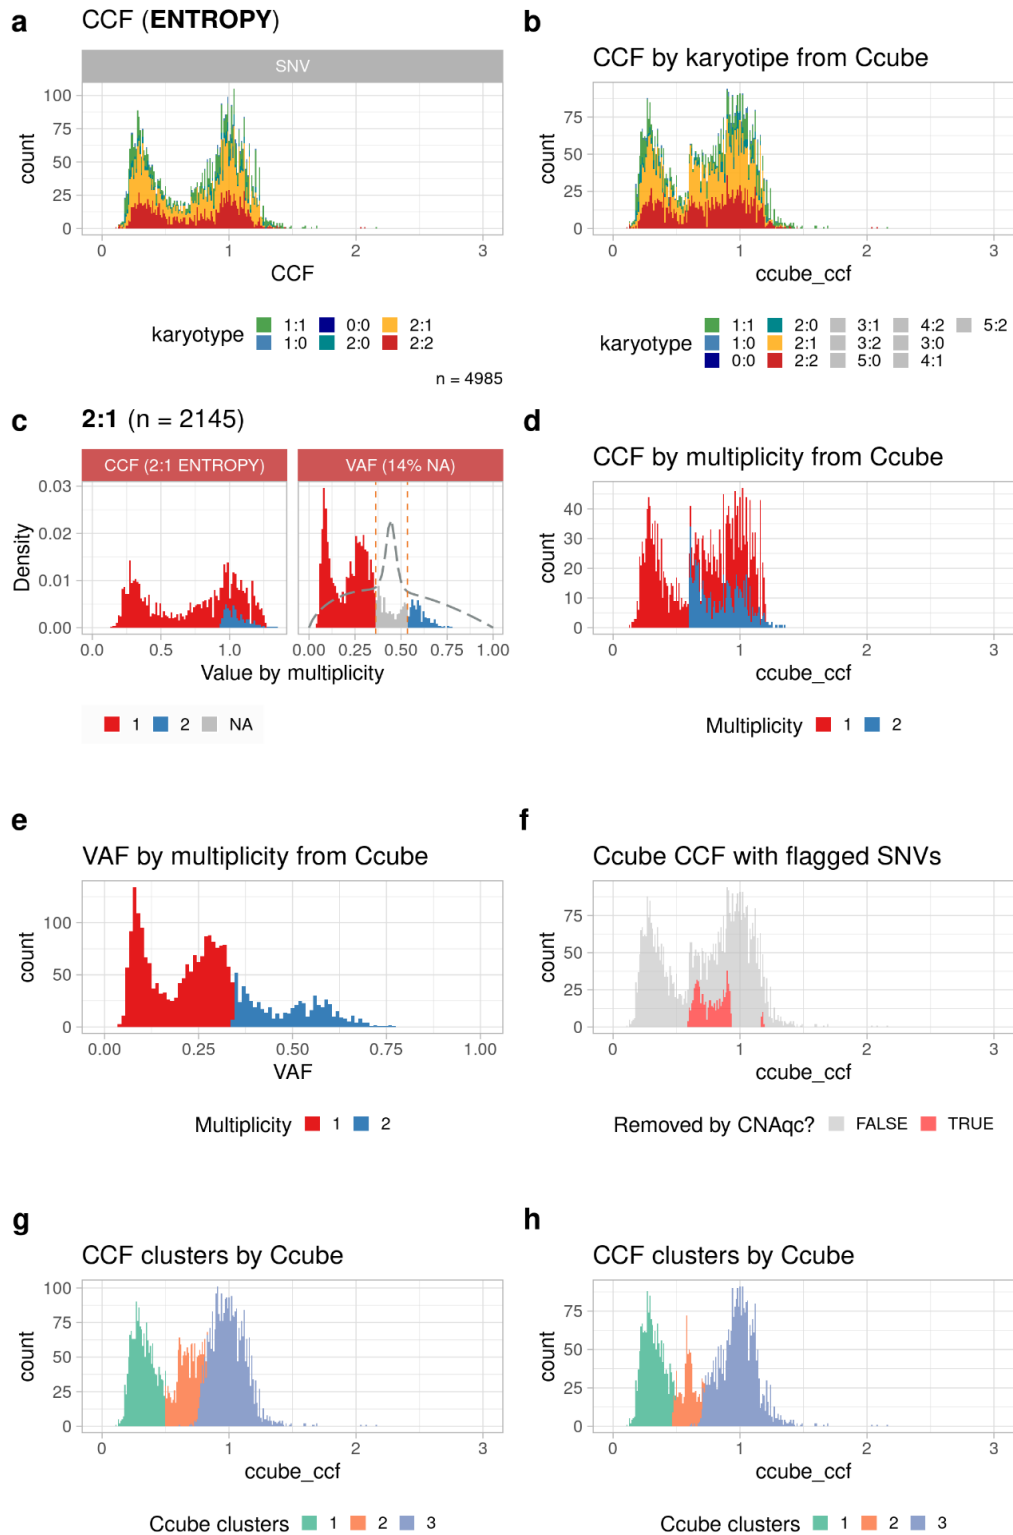 a
CCF (ENTROPY)
SNV
100
75
50
25
0
count
0 1 2 3
CCF
karyotype
1:1 0:0 2:1
1:0 2:0 2:2
n = 4985
b
CCF by karyotipe from Ccube
75
50
25
0
count
0 1 2 3
ccube_ccf
karyotype
1:1 2:0 3:1 4:2 5:2
1:0 2:1 3:2 3:0
0:0 2:2 5:0 4:1
c
2:1 (n = 2145)
CCF (2:1 ENTROPY) VAF (14% NA)
0.03
0.02
0.01
0.00
Density
0.0 0.5 1.0 0.00 0.25 0.50 0.75 1.00
Value by multiplicity
1 2 NA
d
CCF by multiplicity from Ccube
40
30
20
10
0
count
0 1 2 3
ccube_ccf
Multiplicity 1 2
e
VAF by multiplicity from Ccube
100
50
0
count
0.00 0.25 0.50 0.75 1.00
VAF
Multiplicity 1 2
f
Ccube CCF with flagged SNVs
75
50
25
0
count
0 1 2 3
ccube_ccf
Removed by CNAqc? FALSE TRUE
g
CCF clusters by Ccube
100
75
50
25
0
count
0 1 2 3
ccube_ccf
Ccube clusters 1 2 3
h
CCF clusters by Ccube
75
50
25
0
count
0 1 2 3
ccube_ccf
Ccube clusters 1 2 3